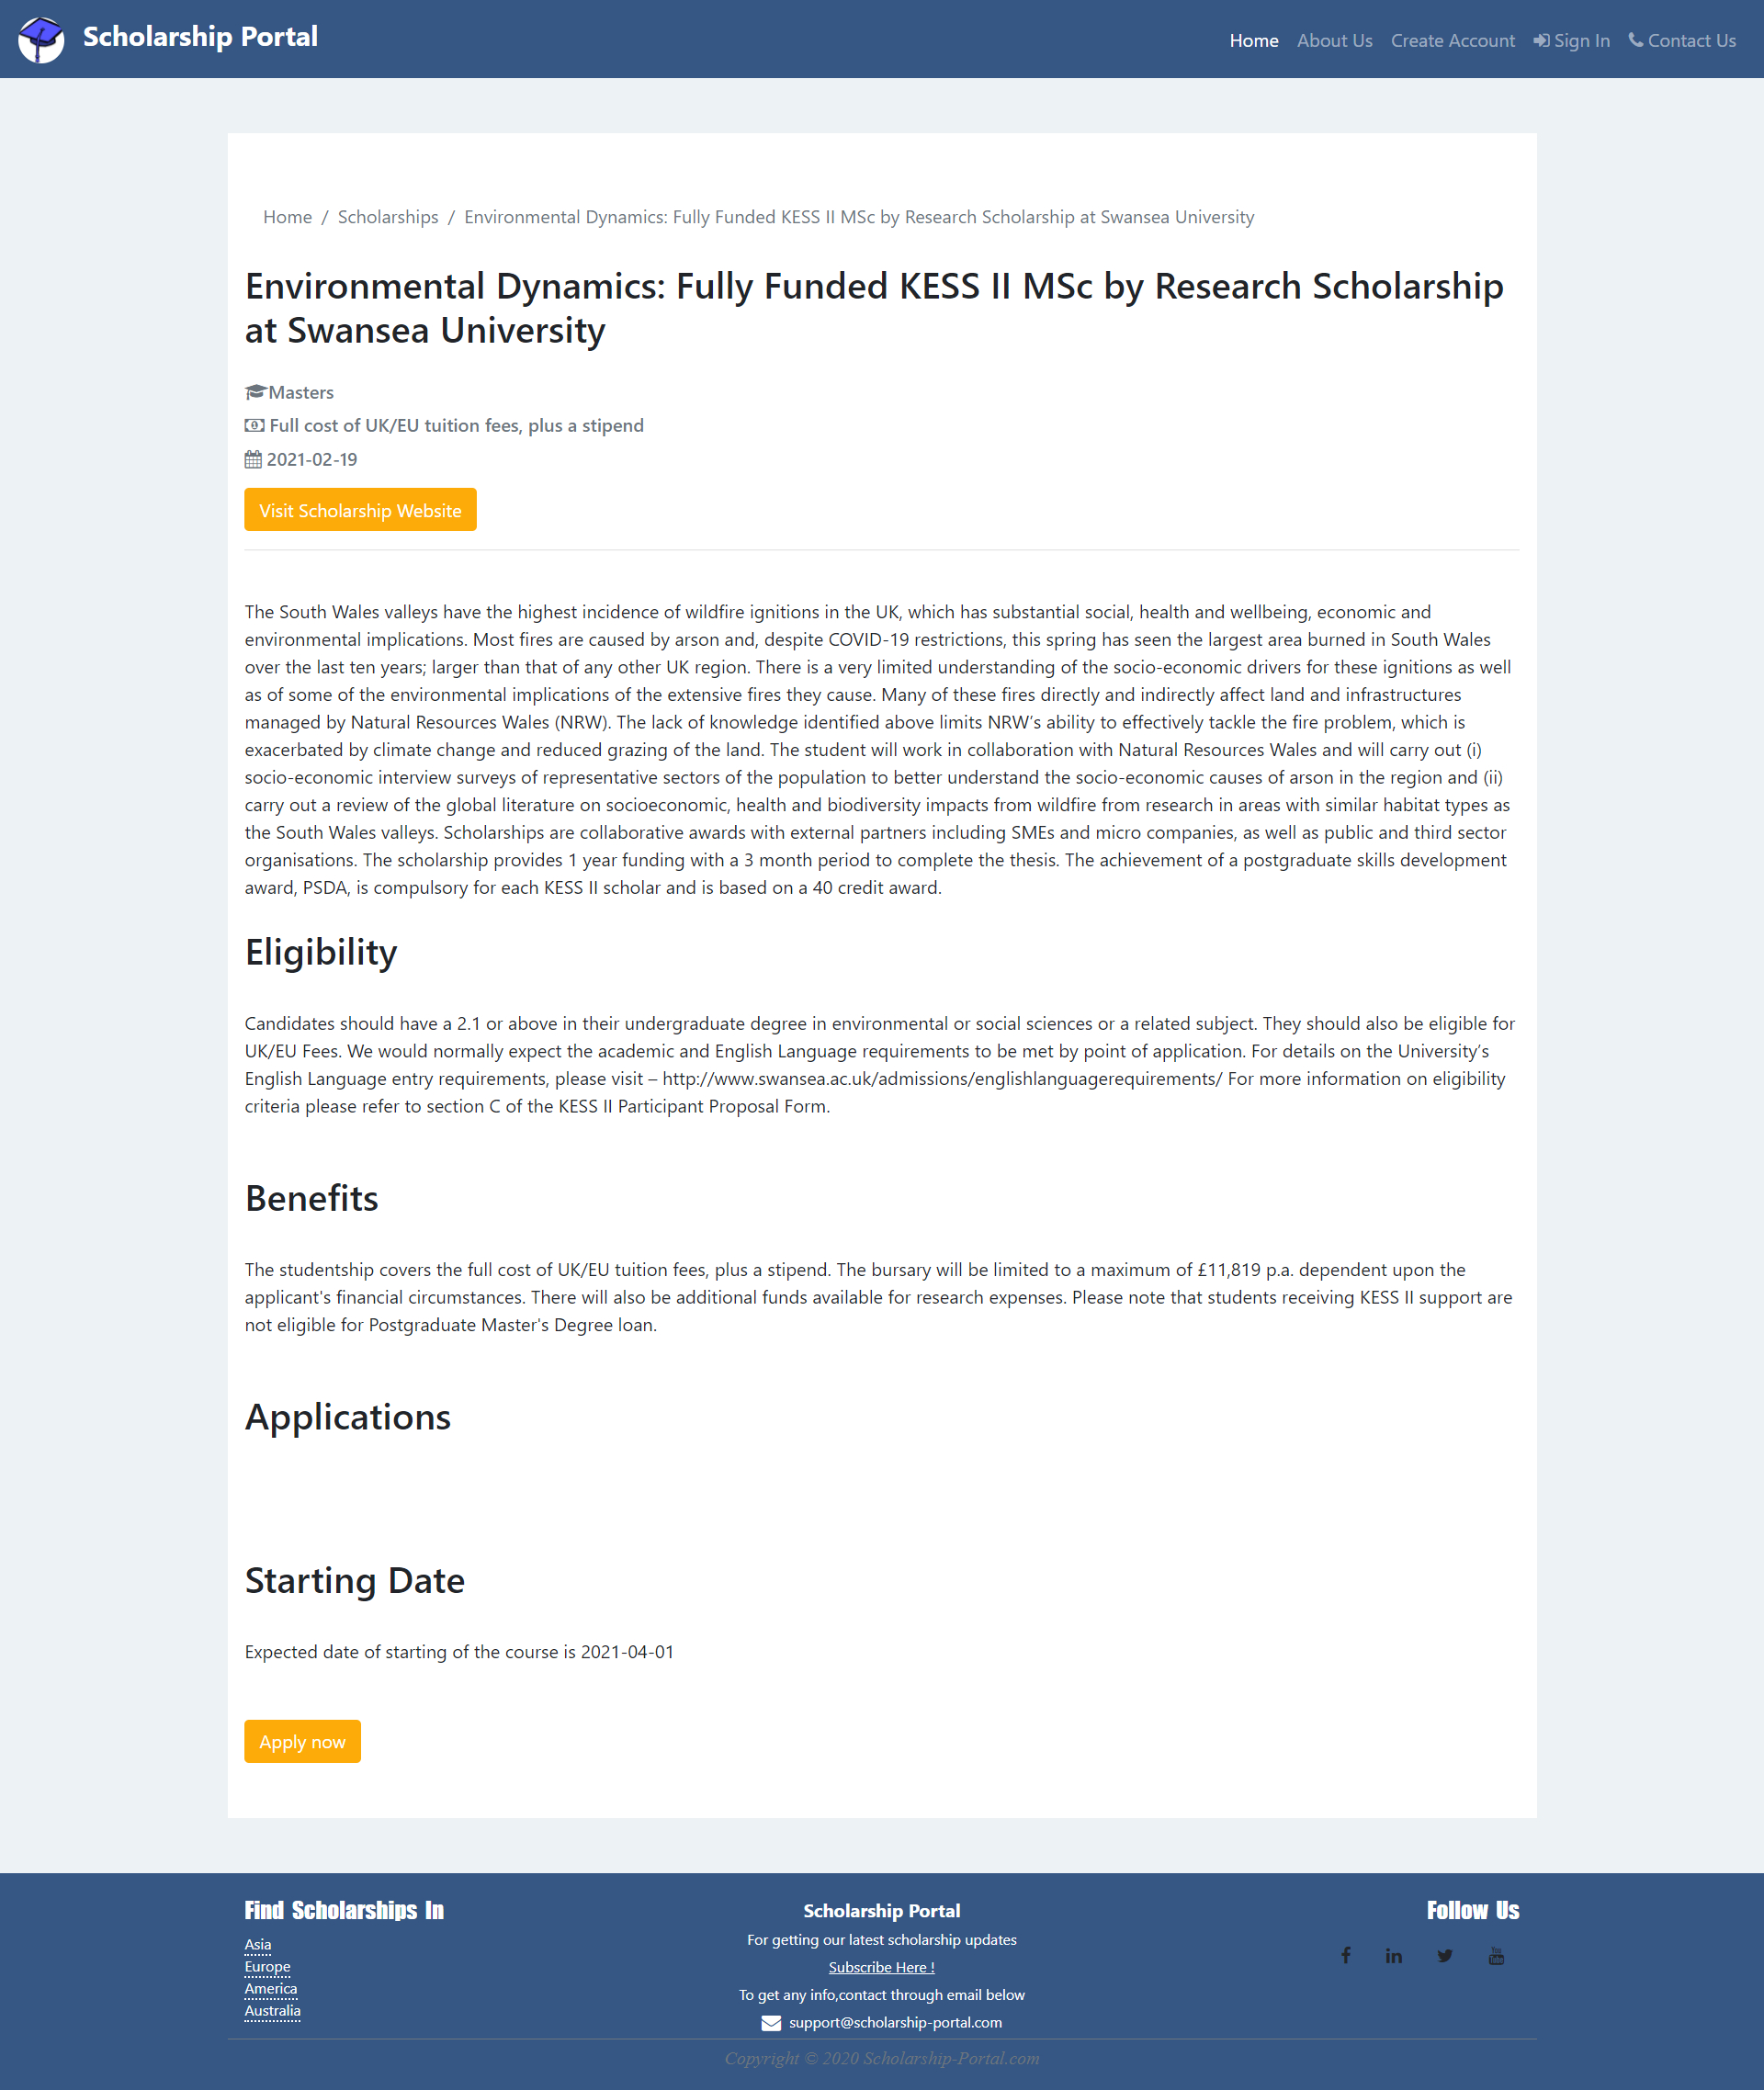 Scholarship Portal
Home
About Us
Create Account
Sign In
Contact Us
Home / Scholarships / Environmental Dynamics: Fully Funded KESS II MSc by Research Scholarship at Swansea University
Environmental Dynamics: Fully Funded KESS II MSc by Research Scholarship
at Swansea University
Masters
Full cost of UK/EU tuition fees, plus a stipend
2021-02-19
Visit Scholarship Website
The South Wales valleys have the highest incidence of wildfire ignitions in the UK, which has substantial social, health and wellbeing, economic and
environmental implications. Most fires are caused by arson and, despite COVID-19 restrictions, this spring has seen the largest area burned in South Wales
over the last ten years; larger than that of any other UK region. There is a very limited understanding of the socio-economic drivers for these ignitions as well
as of some of the environmental implications of the extensive fires they cause. Many of these fires directly and indirectly affect land and infrastructures
managed by Natural Resources Wales (NRW). The lack of knowledge identified above limits NRW’s ability to effectively tackle the fire problem, which is
exacerbated by climate change and reduced grazing of the land. The student will work in collaboration with Natural Resources Wales and will carry out (i)
socio-economic interview surveys of representative sectors of the population to better understand the socio-economic causes of arson in the region and (ii)
carry out a review of the global literature on socioeconomic, health and biodiversity impacts from wildfire from research in areas with similar habitat types as
the South Wales valleys. Scholarships are collaborative awards with external partners including SMEs and micro companies, as well as public and third sector
organisations. The scholarship provides 1 year funding with a 3 month period to complete the thesis. The achievement of a postgraduate skills development
award, PSDA, is compulsory for each KESS II scholar and is based on a 40 credit award.
Eligibility
Candidates should have a 2.1 or above in their undergraduate degree in environmental or social sciences or a related subject. They should also be eligible for
UK/EU Fees. We would normally expect the academic and English Language requirements to be met by point of application. For details on the University’s
English Language entry requirements, please visit – http://www.swansea.ac.uk/admissions/englishlanguagerequirements/ For more information on eligibility
criteria please refer to section C of the KESS II Participant Proposal Form.
Benefits
The studentship covers the full cost of UK/EU tuition fees, plus a stipend. The bursary will be limited to a maximum of £11,819 p.a. dependent upon the
applicant's financial circumstances. There will also be additional funds available for research expenses. Please note that students receiving KESS II support are
not eligible for Postgraduate Master's Degree loan.
Applications
Starting Date
Expected date of starting of the course is 2021-04-01
Apply now
Find Scholarships In
Asia
Europe
America
Australia
Scholarship Portal
For getting our latest scholarship updates
Subscribe Here !
To get any info,contact through email below
support@scholarship-portal.com
Follow Us
You
Tube
Copyright © 2020 Scholarship-Portal.com